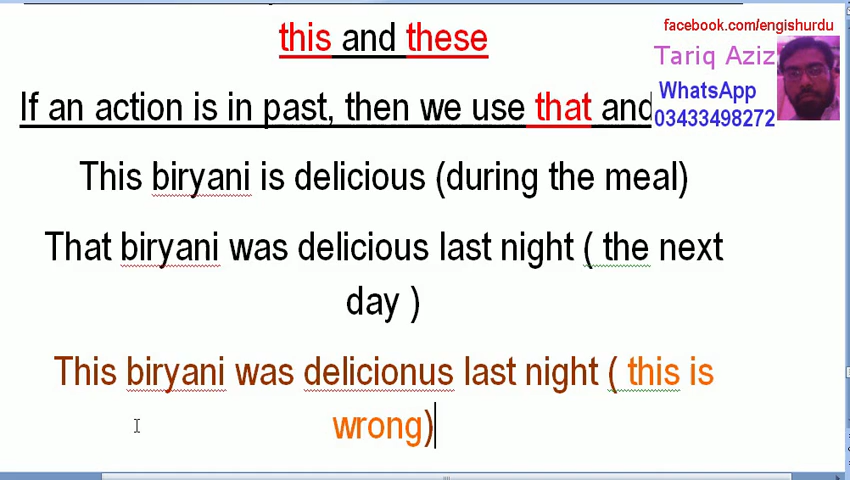 facebook.com/engishurdu
this and these
Tariq Aziz
WhatsApp
03433498272
If an action is in past, then we use that and
This biryani is delicious (during the meal)
That biryani was delicious last night ( the next
day )
This biryani was delicionus last night ( this is
wrong)